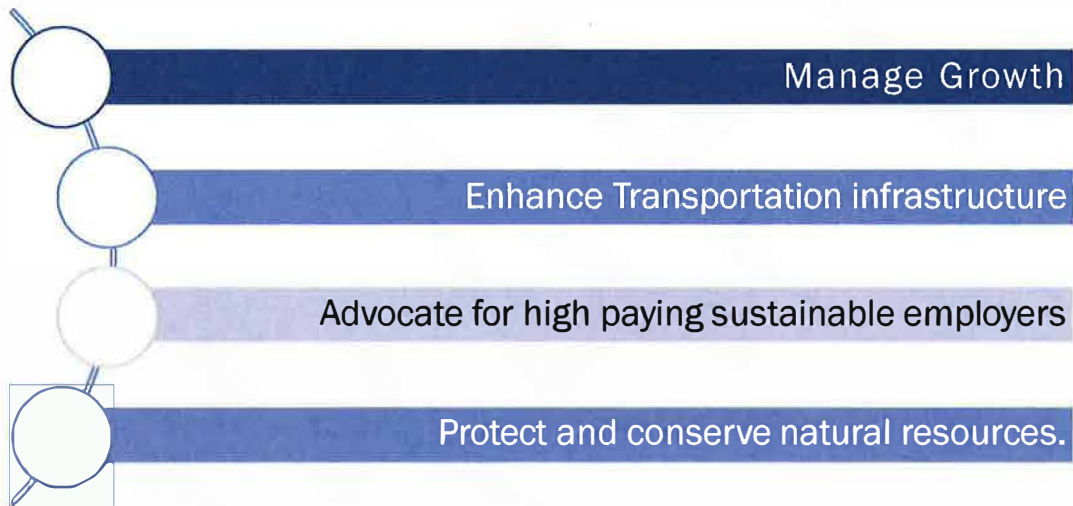 Manage Growth
Enhance Transportation infrastructure
Advocate for high paying sustainable employers
Protect and conserve natural resources.